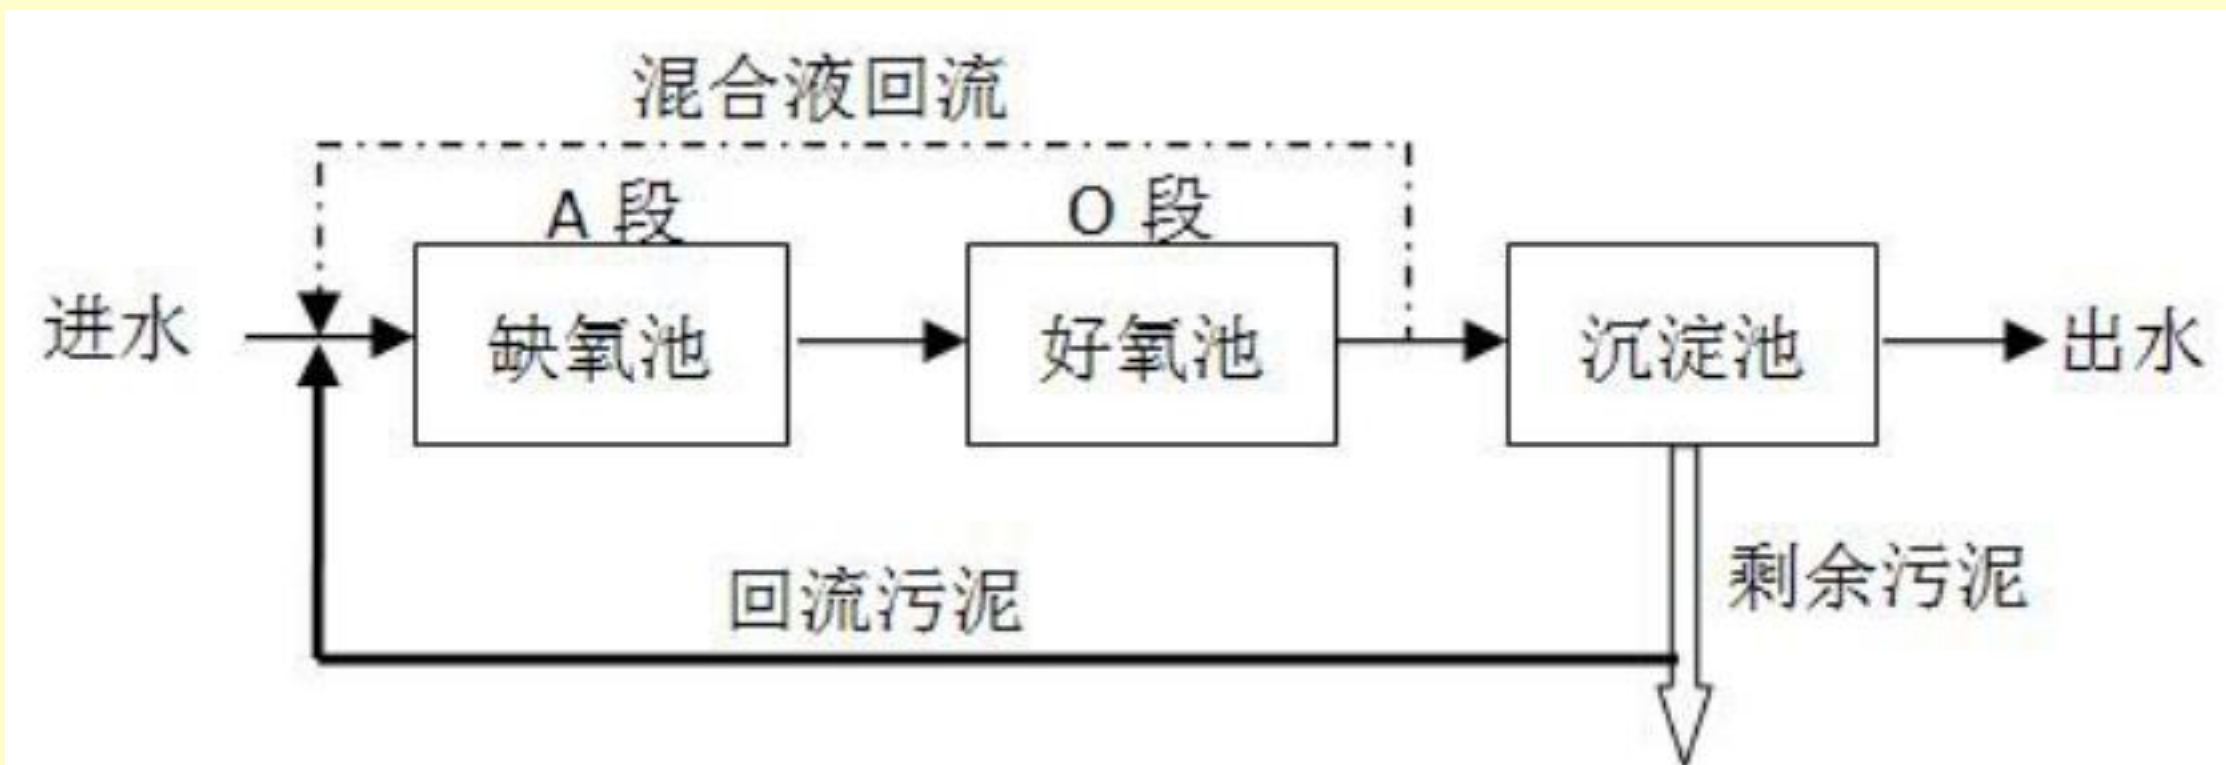 混合液回流
A 段
O 段
进水
缺氧池
好氧池
沉淀池
出水
回流污泥
剩余污泥